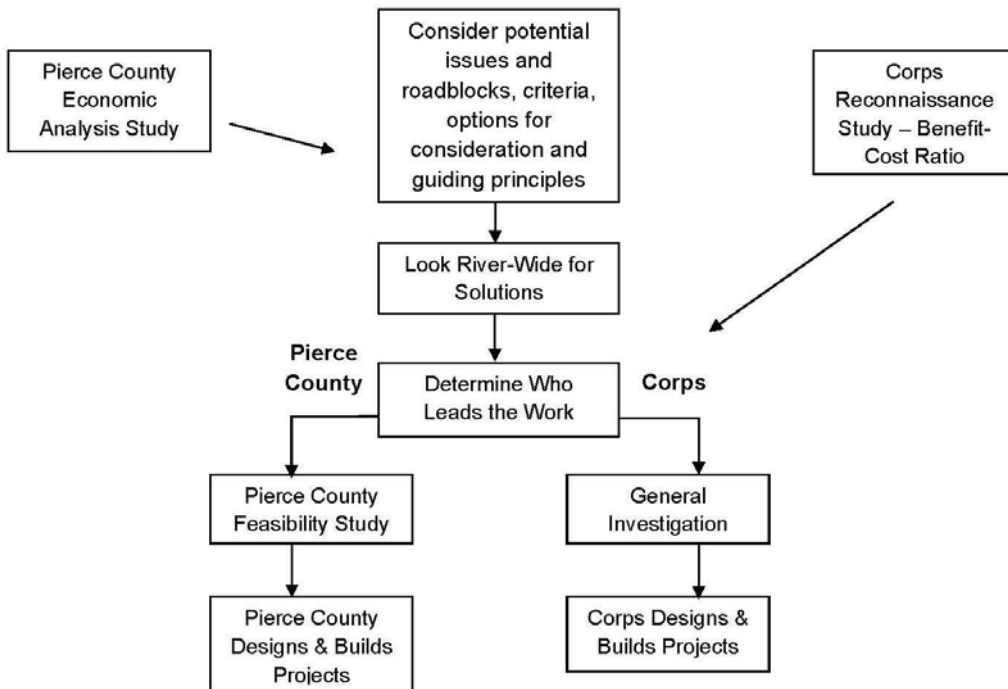 Pierce County
Economic
Analysis Study
Consider potential
issues and
roadblocks, criteria,
options for
consideration and
guiding principles
Corps
Reconnaissance
Study – Benefit-
Cost Ratio
Look River-Wide for
Solutions
Pierce
County
Determine Who
Leads the Work
Corps
Pierce County
Feasibility Study
General
Investigation
Pierce County
Designs & Builds
Projects
Corps Designs &
Builds Projects